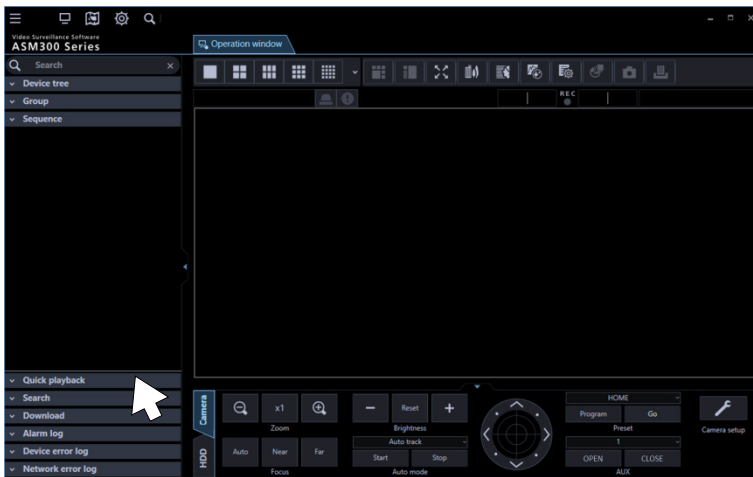 Video Surveillance Software
ASM300 Series
Operation window
Search
Device tree
Group
Sequence
REC
Quick playback
Search
Download
Alarm log
Device error log
Network error log
Camera
HDD
x1
Zoom
Auto
Near
Far
Focus
Reset
Brightness
Auto track
Start
Stop
Auto mode
HOME
Program
Go
Preset
1
OPEN
CLOSE
AUX
Camera setup